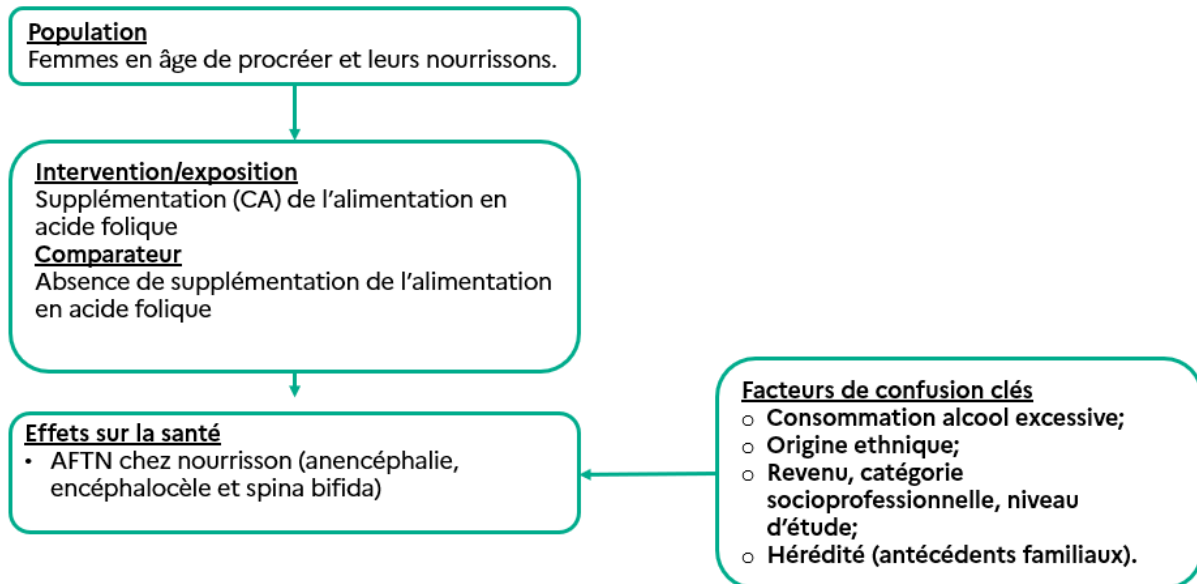 Population
Femmes en âge de procréer et leurs nourrissons.
Intervention/exposition
Supplémentation (CA) de l'alimentation en
acide folique
Comparateur
Absence de supplémentation de l'alimentation
en acide folique
Effets sur la santé
• AFTN chez nourrisson (anencéphalie,
encéphalocèle et spina bifida)
Facteurs de confusion clés
o Consommation alcool excessive;
o Origine ethnique;
o Revenu, catégorie
socioprofessionnelle, niveau
d'étude;
o Hérédité (antécédents familiaux).